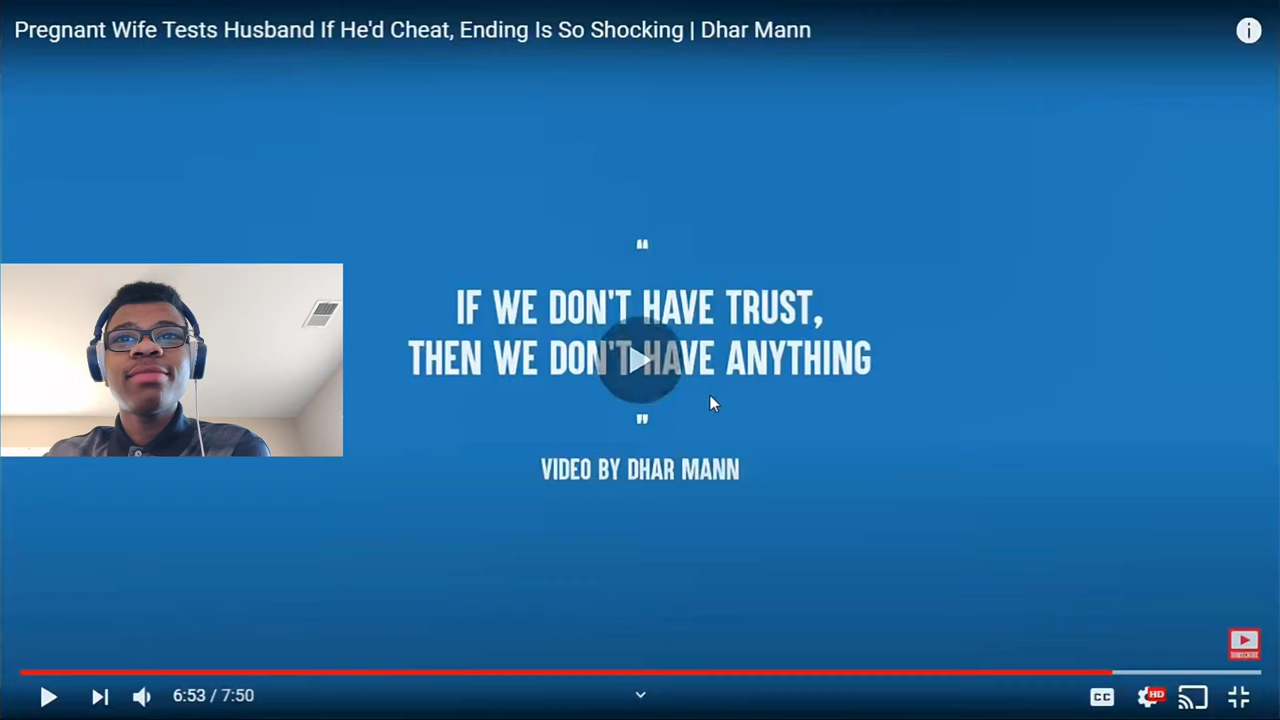 Pregnant Wife Tests Husband If He'd Cheat, Ending Is So Shocking | Dhar Mann
"
IF WE DON'T HAVE TRUST,
THEN WE DON'T HAVE ANYTHING
"
VIDEO BY DHAR MANN
SUBSCRIBE
6:53 / 7:50
CC
HD